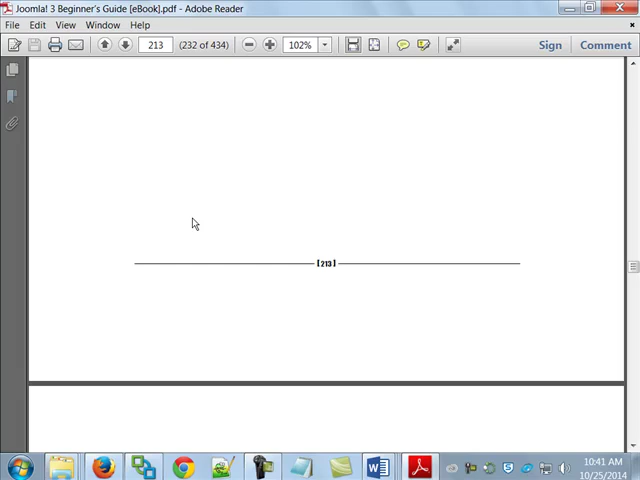 Joomla! 3 Beginner's Guide [eBook].pdf - Adobe Reader
File Edit View Window Help
213 (232 of 434) 102% Sign Comment
[ 213 ]
10:41 AM
10/25/2014